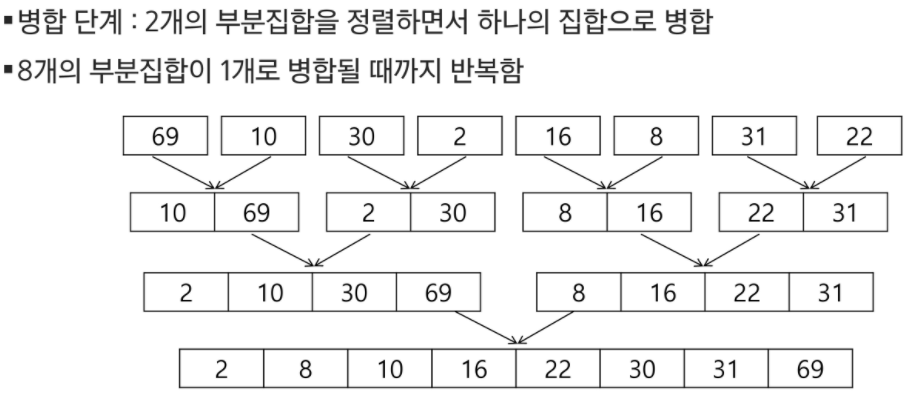 ▪병합 단계 : 2개의 부분집합을 정렬하면서 하나의 집합으로 병합
▪8개의 부분집합이 1개로 병합될 때까지 반복함
69 10 30 2 16 8 31 22
10 69 2 30 8 16 22 31
2 10 30 69 8 16 22 31
2 8 10 16 22 30 31 69